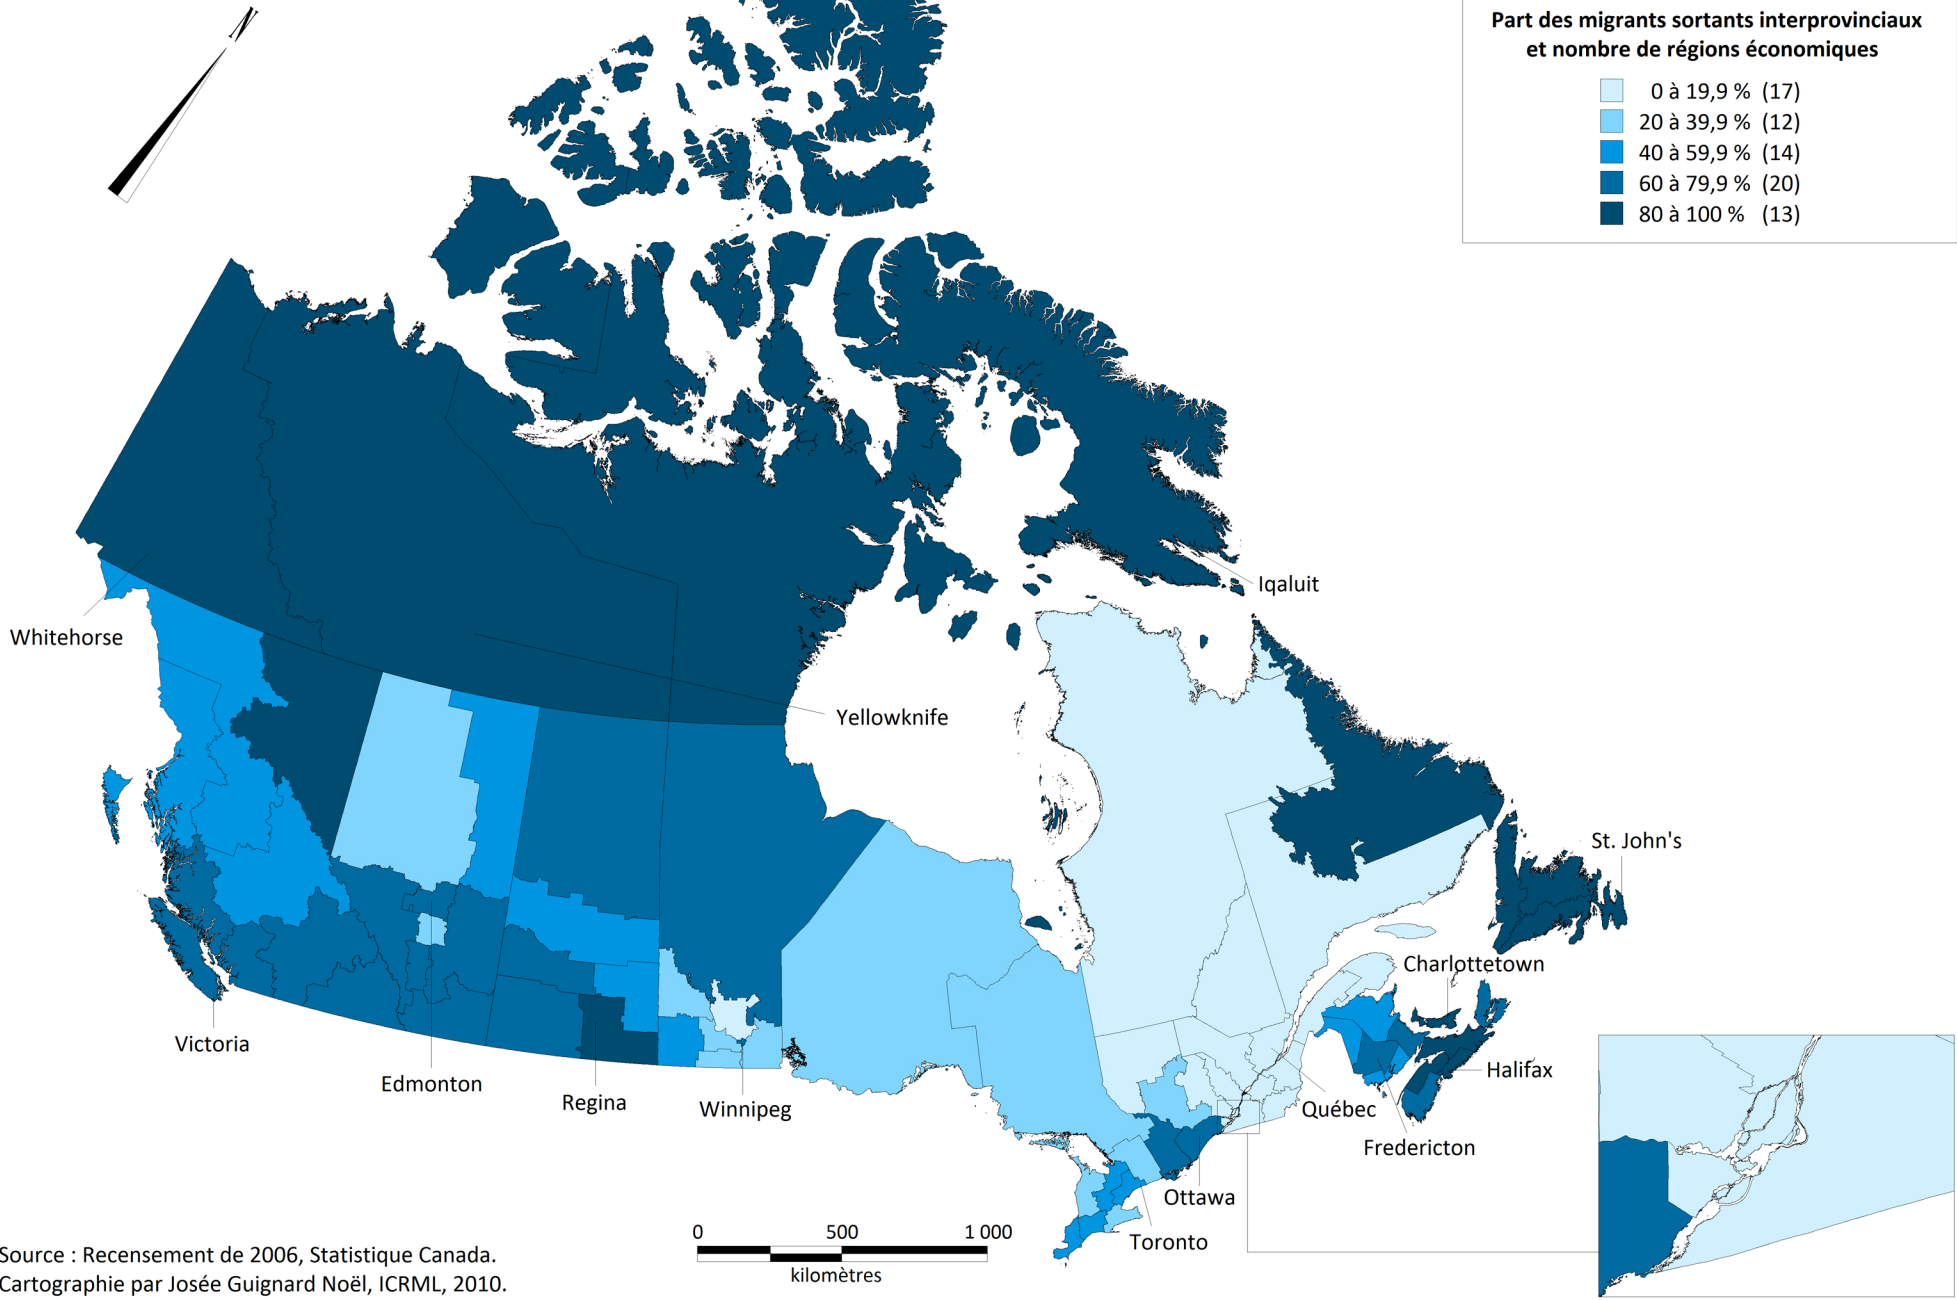 Part des migrants sortants interprovinciaux
et nombre de régions économiques
0 à 19,9 % (17)
20 à 39,9 % (12)
40 à 59,9 % (14)
60 à 79,9 % (20)
80 à 100 % (13)
Iqaluit
Whitehorse
Yellowknife
St. John's
Charlottetown
Victoria
Halifax
Edmonton
Regina
Winnipeg
Québec
Fredericton
Ottawa
Toronto
0 500 1 000
kilomètres
Source : Recensement de 2006, Statistique Canada.
Cartographie par Josée Guignard Noël, ICRML, 2010.